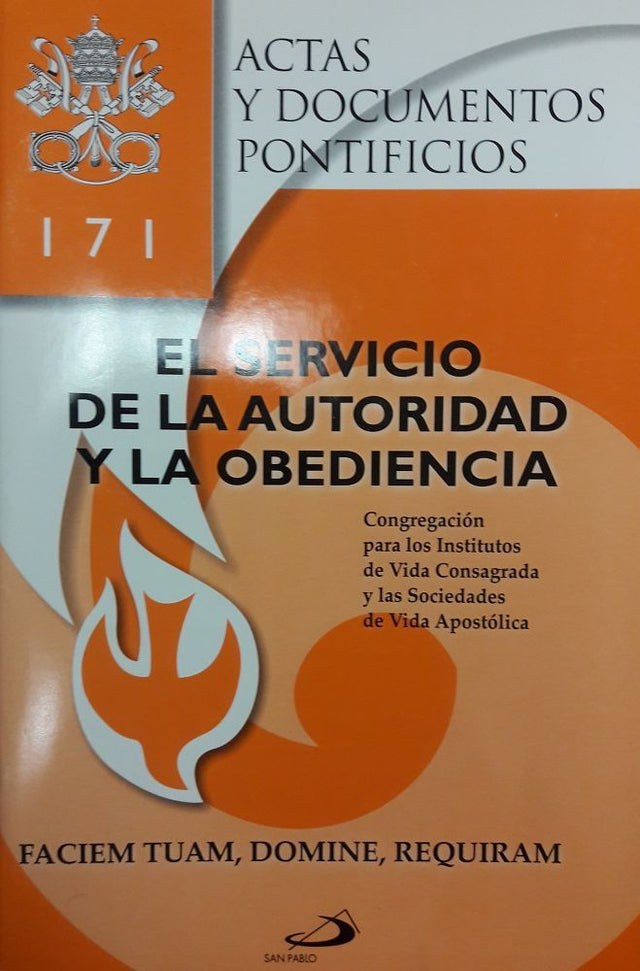 ACTAS
Y DOCUMENTOS
PONTIFICIOS
171
EL SERVICIO
DE LA AUTORIDAD
Y LA OBEDIENCIA
Congregación
para los Institutos
de Vida Consagrada
y las Sociedades
de Vida Apostólica
FACIEM TUAM, DOMINE, REQUIRAM
SAN PABLO